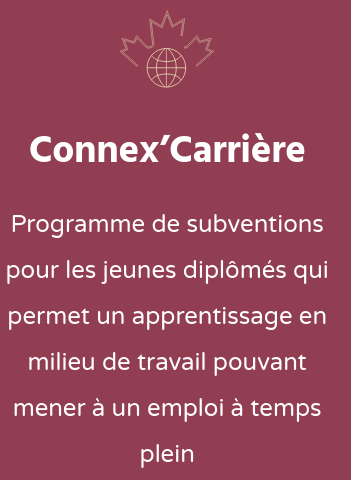 Connex’Carrière
Programme de subventions
pour les jeunes diplômés qui
permet un apprentissage en
milieu de travail pouvant
mener à un emploi à temps
plein